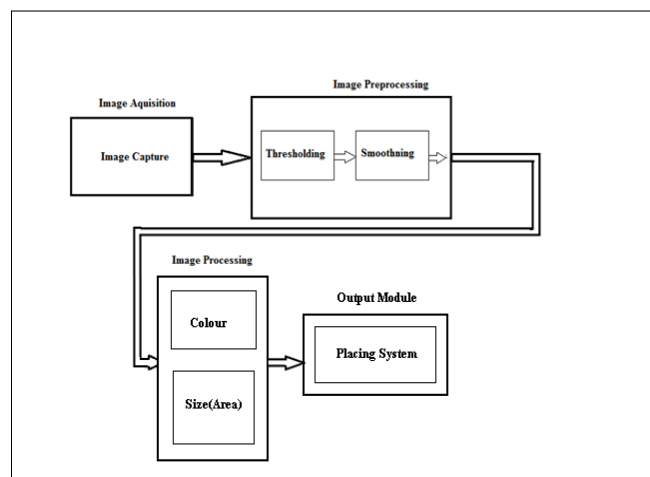 Image Preprocessing
Image Aquisition
Image Capture
Thresholding
Smoothning
Image Processing
Colour
Size(Area)
Output Module
Placing System